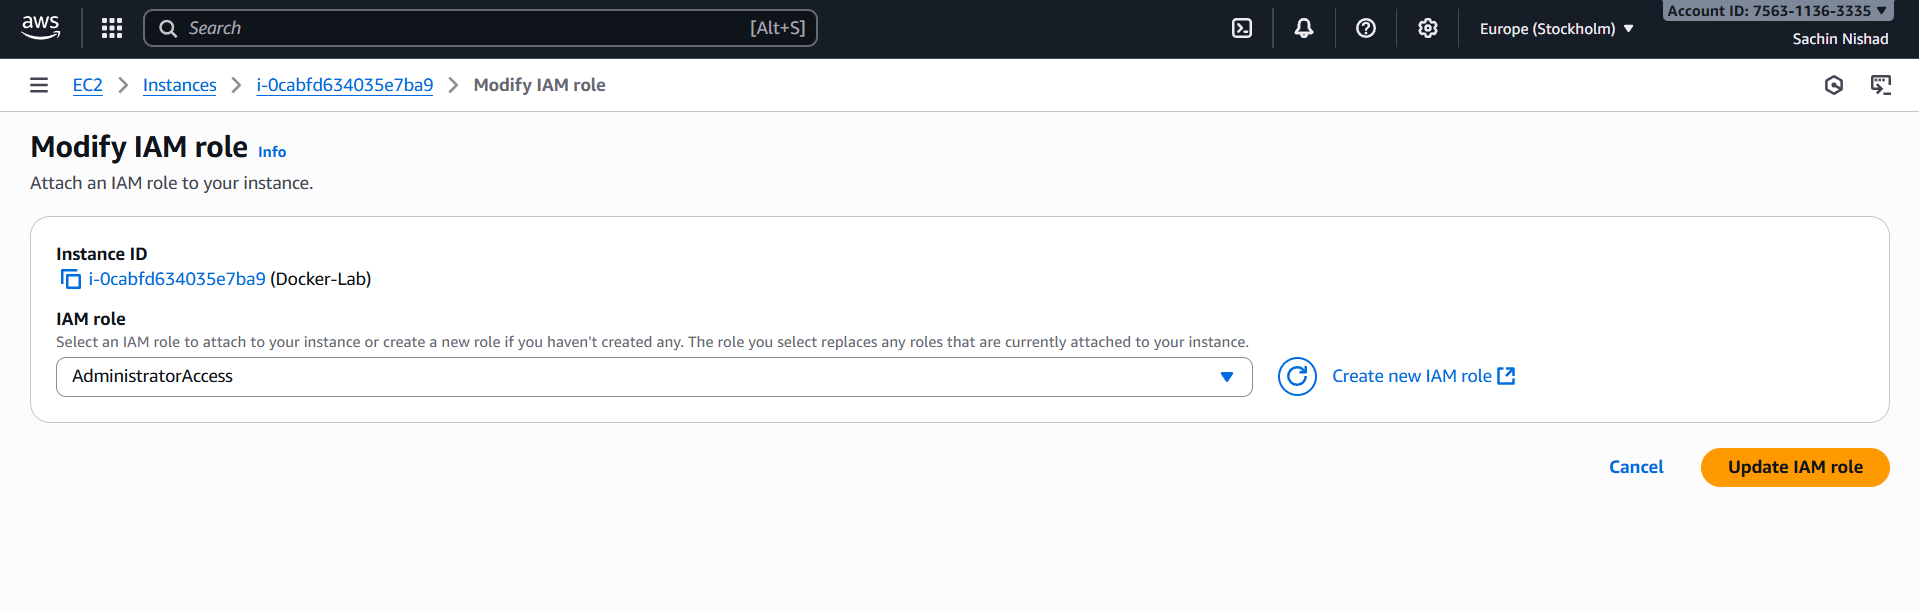 aws
Search [Alt+S]
Europe (Stockholm)
Account ID: 7563-1136-3335
Sachin Nishad
EC2 > Instances > i-0cabfd634035e7ba9 > Modify IAM role
Modify IAM role Info
Attach an IAM role to your instance.
Instance ID
i-0cabfd634035e7ba9 (Docker-Lab)
IAM role
Select an IAM role to attach to your instance or create a new role if you haven't created any. The role you select replaces any roles that are currently attached to your instance.
AdministratorAccess
Create new IAM role
Cancel
Update IAM role